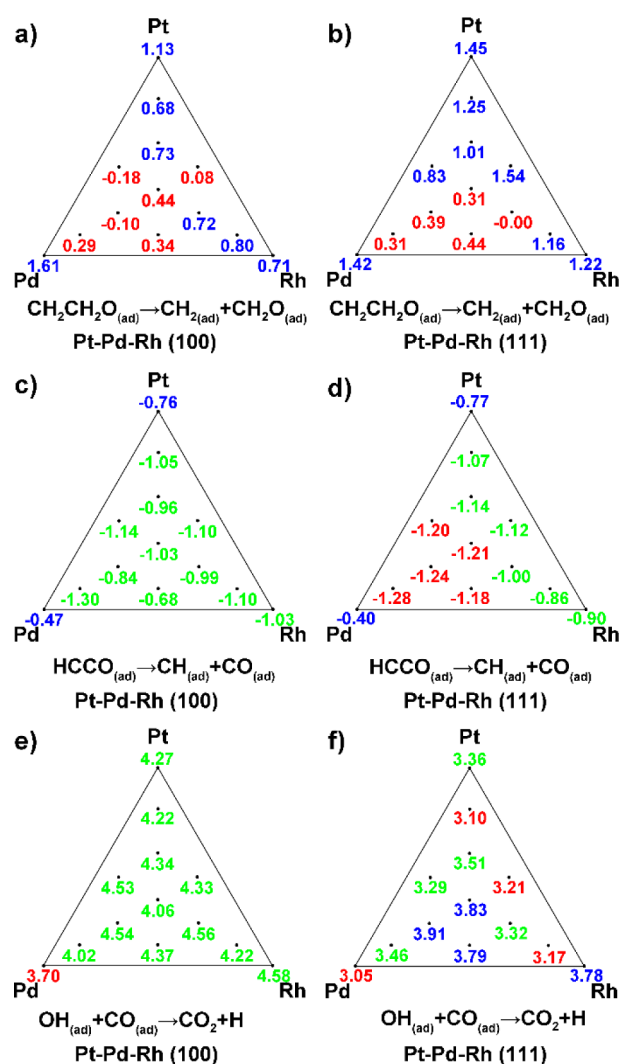 a)
Pt
1.13
0.68
0.73
-0.18 0.08
0.44
-0.10 0.72
0.29 0.34 0.80
1.61 0.71
Pd Rh
CH₂CH₂O(ad)→CH₂(ad)+CH₂O(ad)
Pt-Pd-Rh (100)
b)
Pt
1.45
1.25
1.01
0.83 1.54
0.31
0.39 -0.00
0.31 0.44 1.16
1.42 1.22
Pd Rh
CH₂CH₂O(ad)→CH₂(ad)+CH₂O(ad)
Pt-Pd-Rh (111)
c)
Pt
-0.76
-1.05
-0.96
-1.14 -1.10
-1.03
-0.84 -0.99
-1.30 -0.68 -1.10
-0.47 -1.03
Pd Rh
HCCO(ad)→CH(ad)+CO(ad)
Pt-Pd-Rh (100)
d)
Pt
-0.77
-1.07
-1.14
-1.20 -1.12
-1.21
-1.24 -1.00
-1.28 -1.18 -0.86
-0.40 -0.90
Pd Rh
HCCO(ad)→CH(ad)+CO(ad)
Pt-Pd-Rh (111)
e)
Pt
4.27
4.22
4.34
4.53 4.33
4.06
4.54 4.56
4.02 4.37 4.22
3.70 4.58
Pd Rh
OH(ad)+CO(ad)→CO₂+H
Pt-Pd-Rh (100)
f)
Pt
3.36
3.10
3.51
3.29 3.21
3.83
3.91 3.32
3.46 3.79 3.17
3.05 3.78
Pd Rh
OH(ad)+CO(ad)→CO₂+H
Pt-Pd-Rh (111)